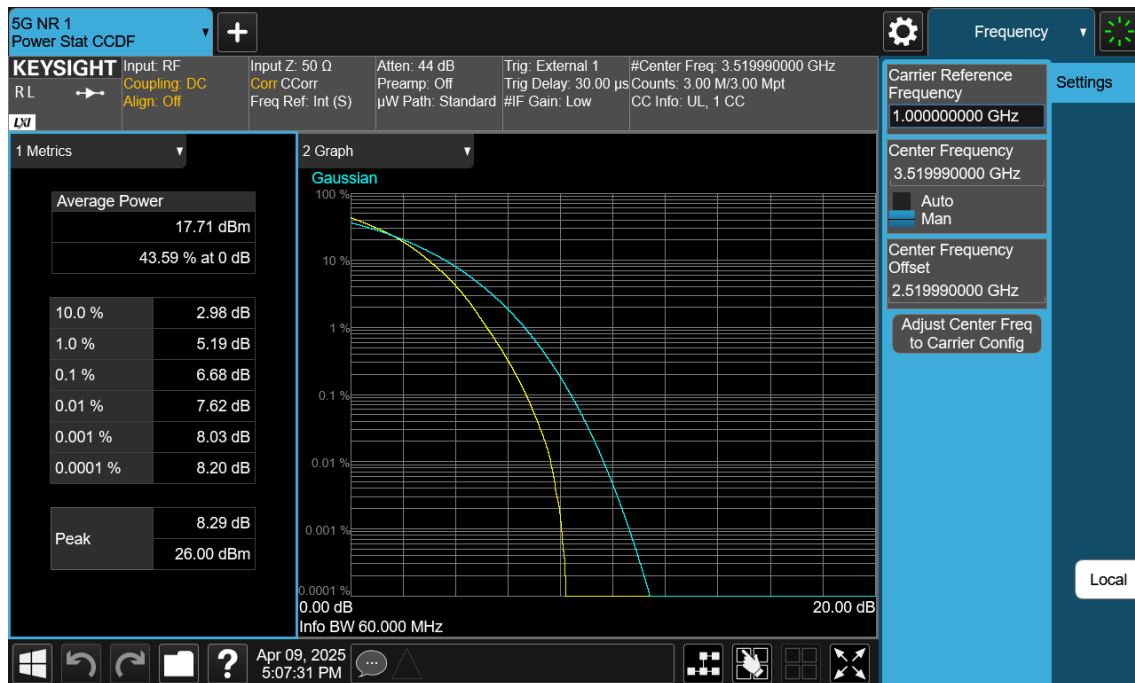 5G NR 1
Power Stat CCDF
Frequency
KEYSIGHT
R L
LXI
Input: RF
Coupling: DC
Align: Off
Input Z: 50 Ω
Corr CCorr
Freq Ref: Int (S)
Atten: 44 dB
Preamp: Off
µW Path: Standard
Trig: External 1
Trig Delay: 30.00 µs
#IF Gain: Low
#Center Freq: 3.519990000 GHz
Counts: 3.00 M/3.00 Mpt
CC Info: UL, 1 CC
1 Metrics
Average Power
17.71 dBm
43.59 % at 0 dB
10.0 % 2.98 dB
1.0 % 5.19 dB
0.1 % 6.68 dB
0.01 % 7.62 dB
0.001 % 8.03 dB
0.0001 % 8.20 dB
Peak
8.29 dB
26.00 dBm
2 Graph
Gaussian
100 %
10 %
1 %
0.1 %
0.01 %
0.001 %
0.0001 %
0.00 dB 20.00 dB
Info BW 60.000 MHz
Carrier Reference
Frequency
1.000000000 GHz
Center Frequency
3.519990000 GHz
Auto
Man
Center Frequency
Offset
2.519990000 GHz
Adjust Center Freq
to Carrier Config
Settings
Local
?
Apr 09, 2025
5:07:31 PM